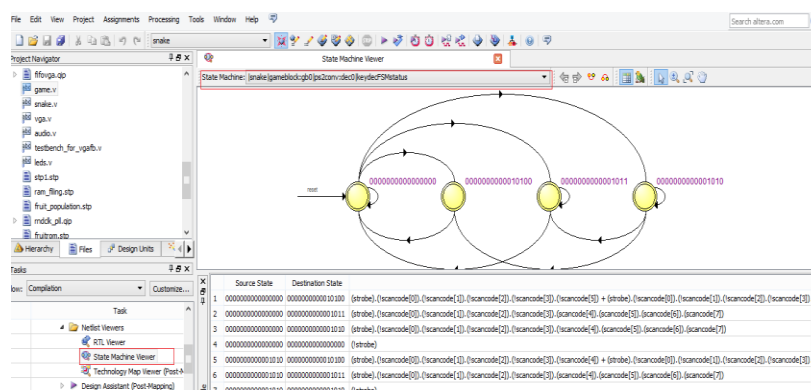 File Edit View Project Assignments Processing Tools Window Help
Search altera.com
snake
Project Navigator
State Machine Viewer
fifovga.qip
game.v
snake.v
vga.v
audio.v
testbench_for_vgafb.v
leds.v
stp1.stp
ram_filing.stp
fruit_population.stp
mdclk_pll.qip
fruitrom.stp
State Machine: |snake|gameblock:gb0|ps2conv:dec0|keydecFSMstatus
reset
0000000000000000
0000000000010100
0000000000001011
0000000000001010
Hierarchy Files Design Units
Tasks
low: Compilation Customize...
Task
Netlist Viewers
RTL Viewer
State Machine Viewer
Technology Map Viewer (Post-M
Design Assistant (Post-Mapping)
Source State Destination State
1 0000000000000000 0000000000010100 (strobe).(!scancode[0]).(!scancode[1]).(!scancode[2]).(!scancode[3]).(!scancode[5]) + (strobe).(!scancode[0]).(!scancode[1]).(!scancode[2]).(!scancode[3])
2 0000000000000000 0000000000001011 (strobe).(!scancode[0]).(!scancode[1]).(!scancode[2]).(!scancode[3]).(scancode[4]).(scancode[5]).(scancode[6]).(scancode[7])
3 0000000000000000 0000000000001010 (strobe).(!scancode[0]).(!scancode[1]).(!scancode[2]).(!scancode[3]).(!scancode[4]).(scancode[5]).(scancode[6]).(scancode[7])
4 0000000000000000 0000000000000000 (!strobe)
5 0000000000001010 0000000000010100 (strobe).(!scancode[0]).(!scancode[1]).(!scancode[2]).(!scancode[3]).(!scancode[4]) + (strobe).(!scancode[0]).(!scancode[1]).(!scancode[2]).(!scancode[3])
6 0000000000001010 0000000000001011 (strobe).(!scancode[0]).(!scancode[1]).(!scancode[2]).(!scancode[3]).(scancode[4]).(scancode[5]).(scancode[6]).(scancode[7])